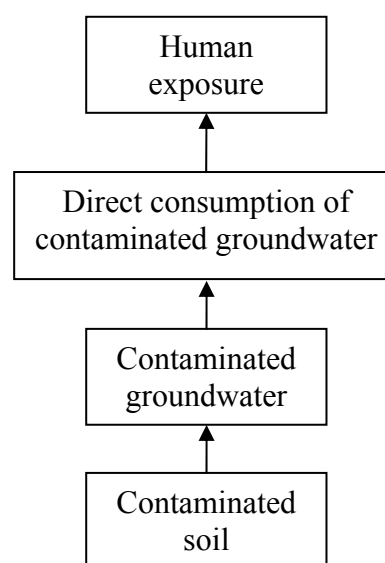 Human
exposure
Direct consumption of
contaminated groundwater
Contaminated
groundwater
Contaminated
soil